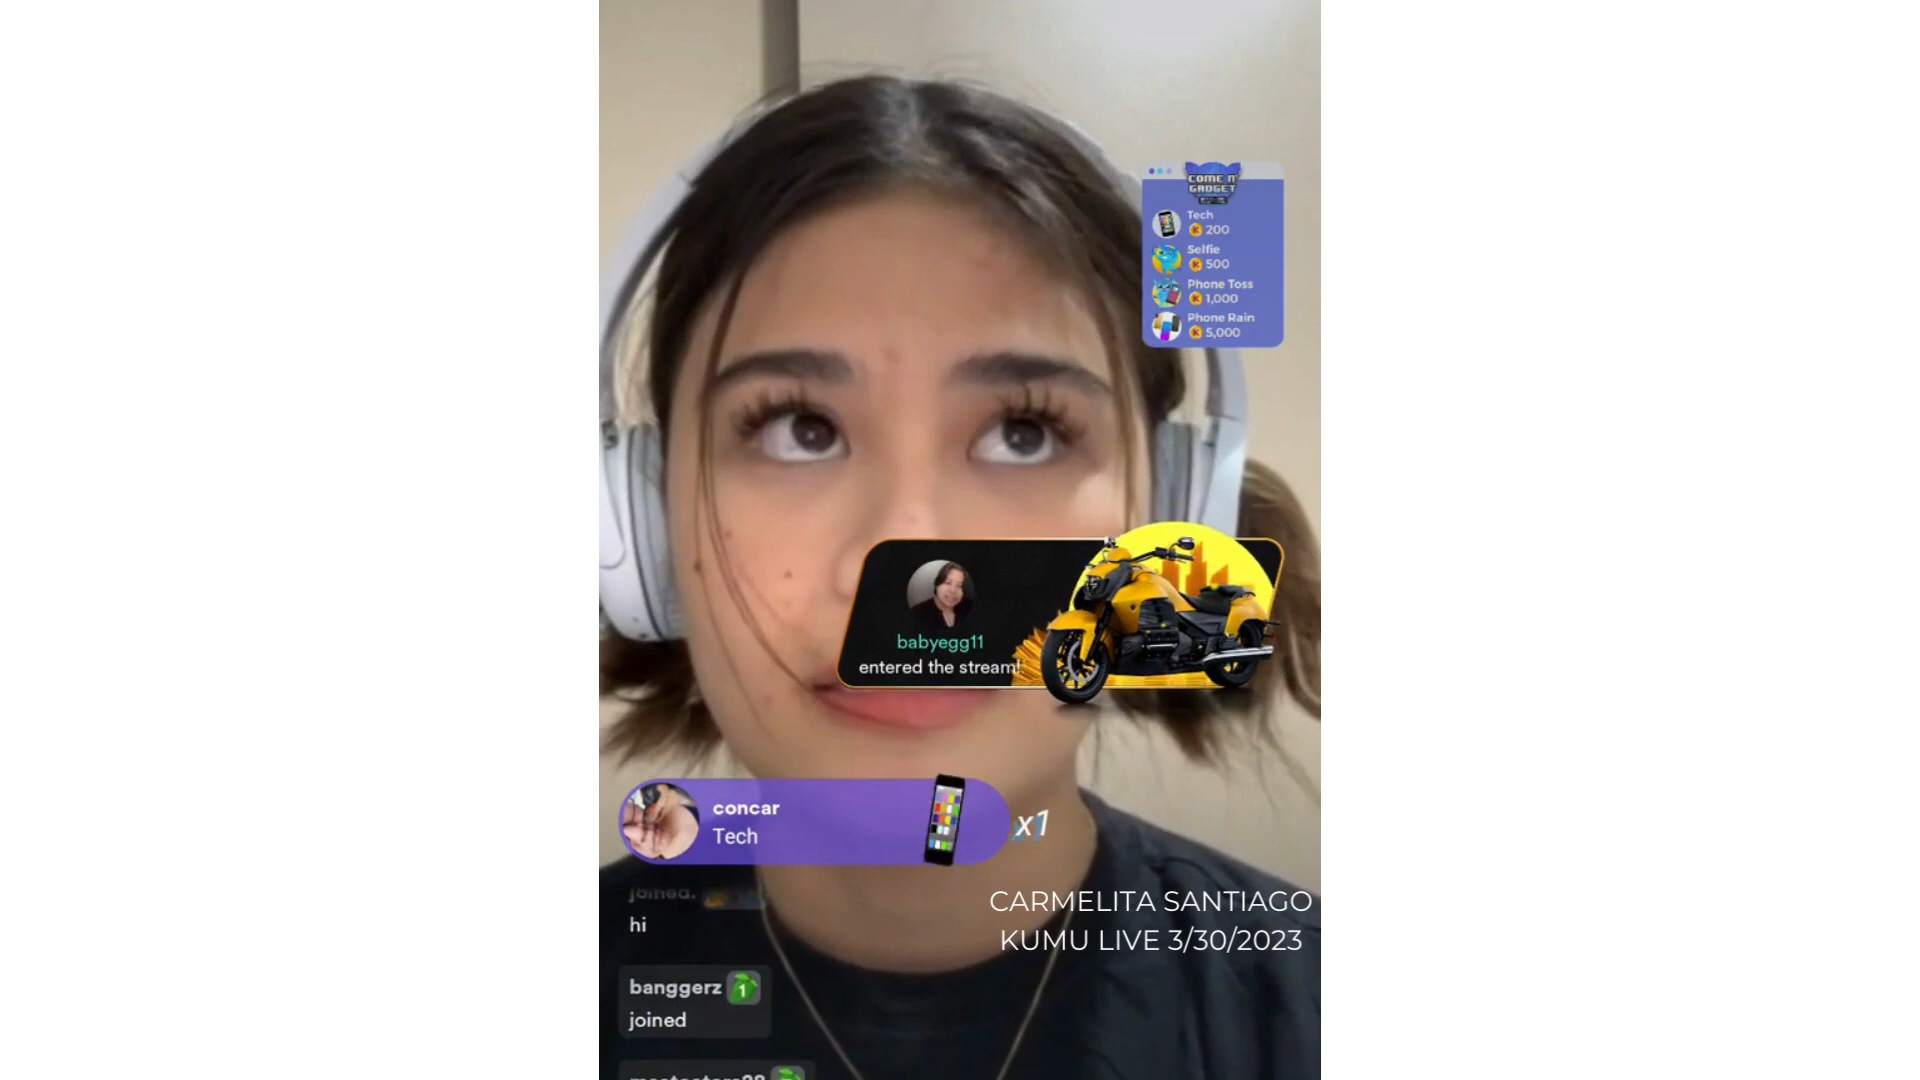 COME N'
GADGET
Tech
200
Selfie
500
Phone Toss
1,000
Phone Rain
5,000
babyegg11
entered the stream!
concar
Tech
x1
joined.
hi
CARMELITA SANTIAGO
KUMU LIVE 3/30/2023
banggerz 1
joined